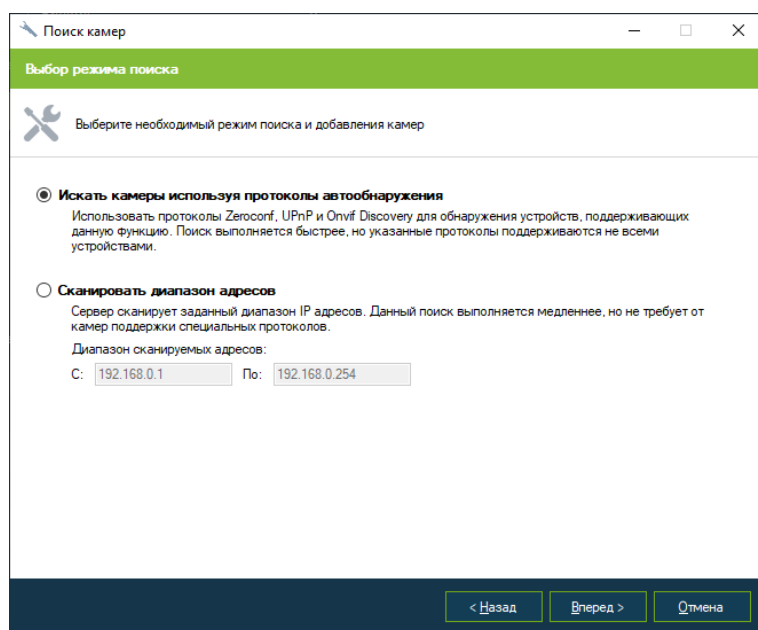 Поиск камер
Выбор режима поиска
Выберите необходимый режим поиска и добавления камер
Искать камеры используя протоколы автообнаружения
Использовать протоколы Zeroconf, UPnP и Onvif Discovery для обнаружения устройств, поддерживающих
данную функцию. Поиск выполняется быстрее, но указанные протоколы поддерживаются не всеми
устройствами.
Сканировать диапазон адресов
Сервер сканирует заданный диапазон IP адресов. Данный поиск выполняется медленнее, но не требует от
камер поддержки специальных протоколов.
Диапазон сканируемых адресов:
С: 192.168.0.1 По: 192.168.0.254
< Назад Вперед > Отмена